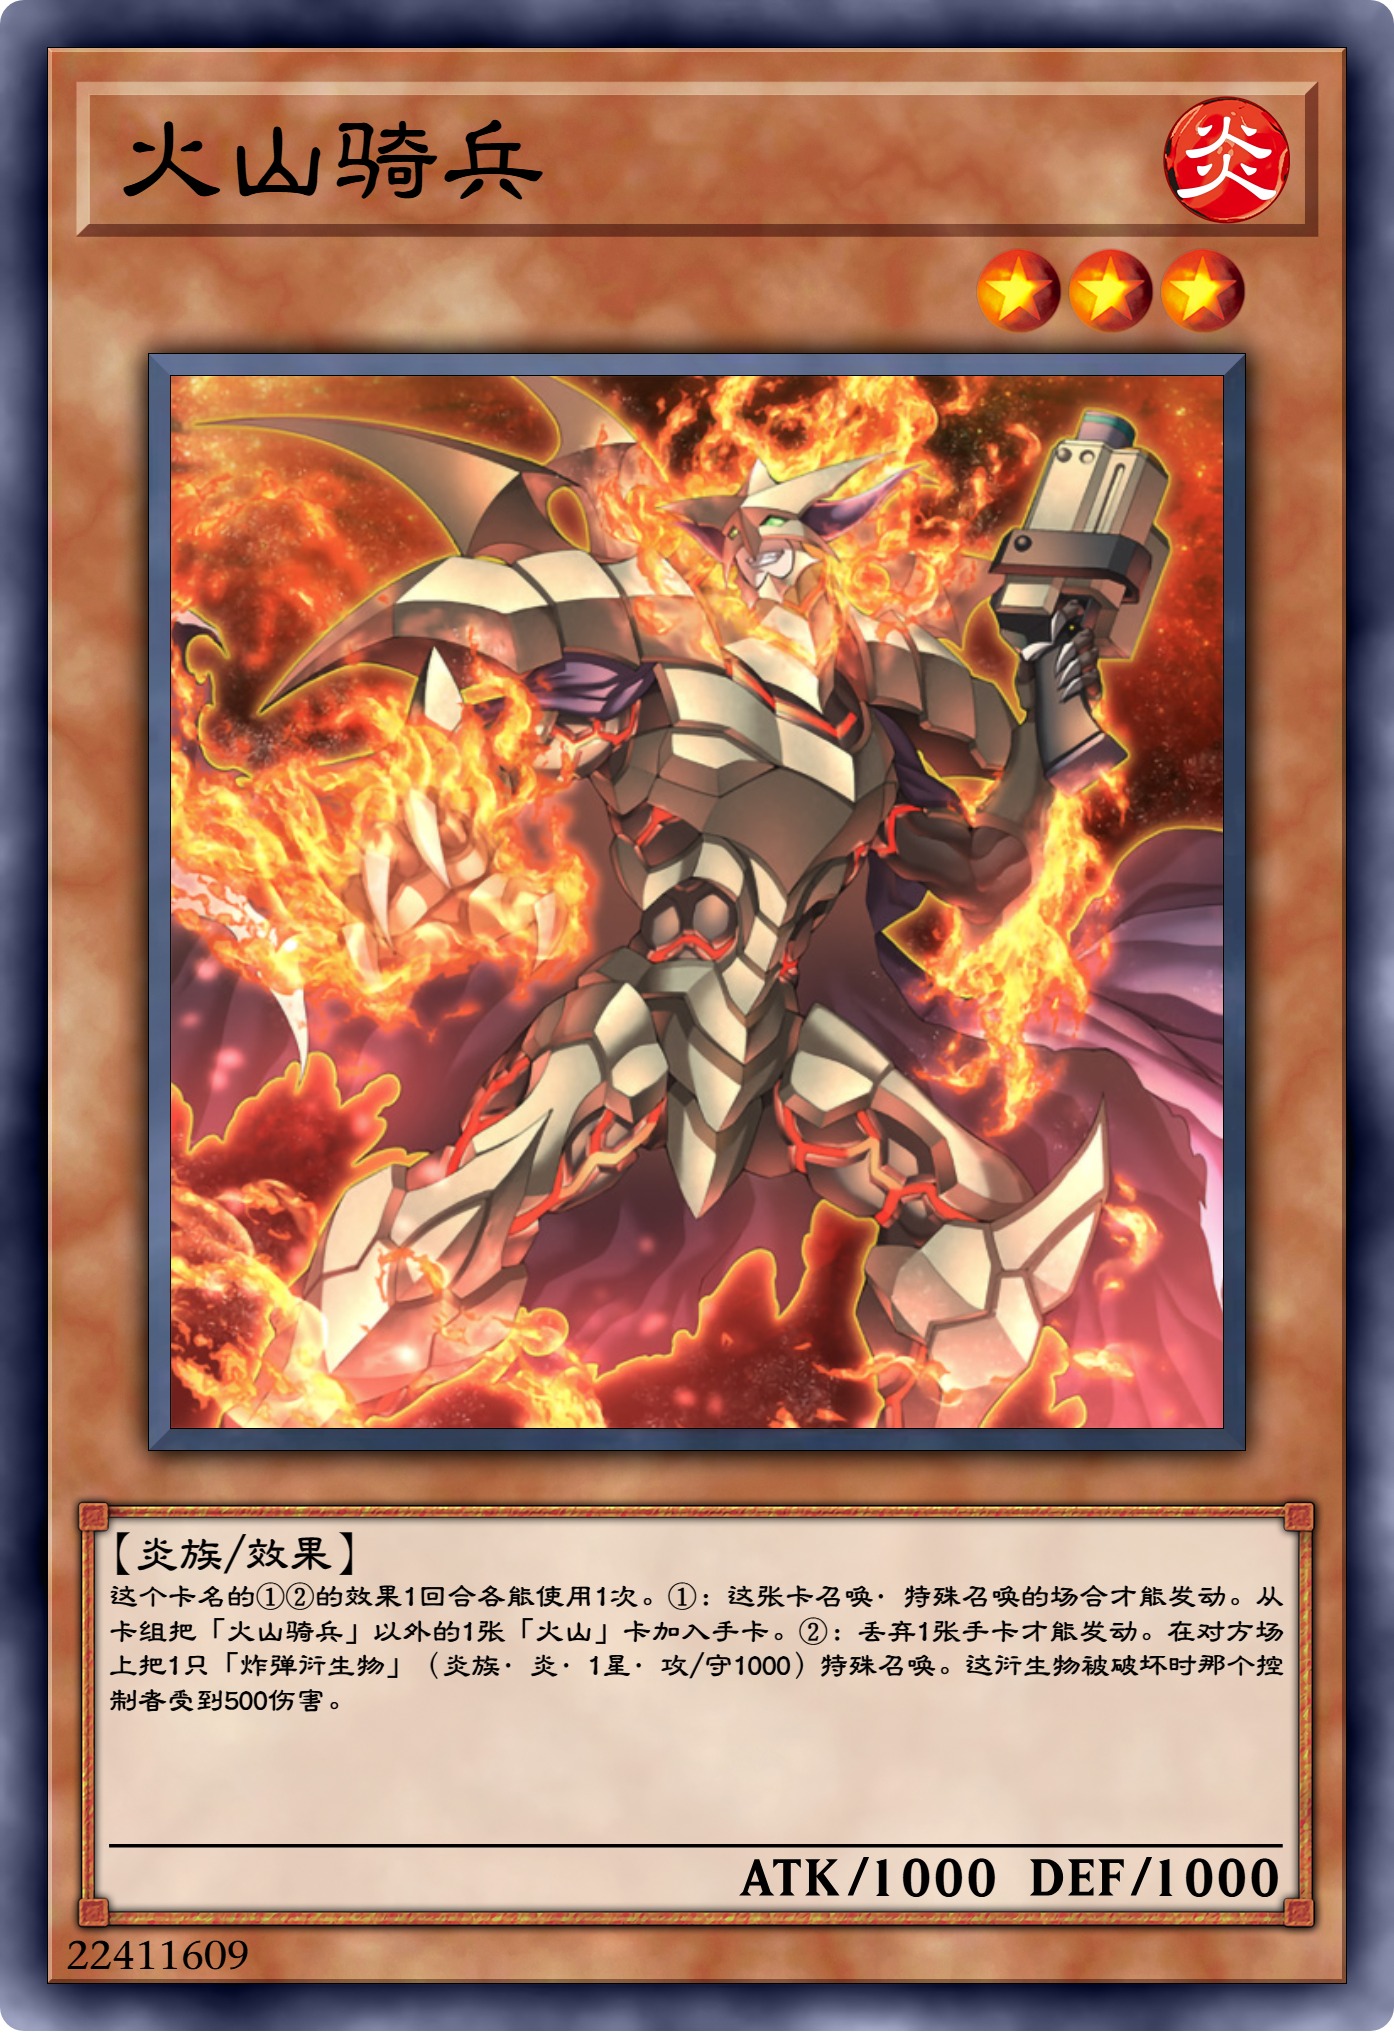 火山骑兵
炎
【炎族/效果】
这个卡名的①②的效果1回合各能使用1次。①：这张卡召唤·特殊召唤的场合才能发动。从
卡组把「火山骑兵」以外的1张「火山」卡加入手卡。②：丢弃1张手卡才能发动。在对方场
上把1只「炸弹衍生物」（炎族·炎·1星·攻/守1000）特殊召唤。这衍生物被破坏时那个控
制者受到500伤害。
ATK/1000 DEF/1000
22411609